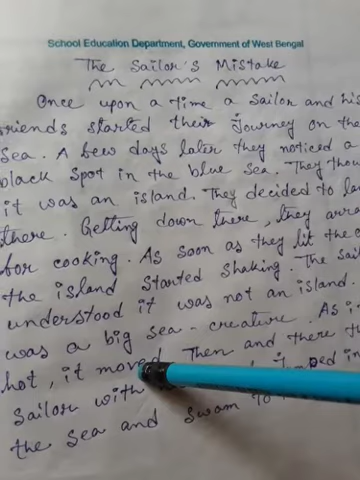 School Education Department, Government of West Bengal
The Sailor's Mistake
Once upon a time a sailor and his
friends started their Journey on the
Sea. A few days later they noticed a
black spot in the blue sea. They thou
it was an island. They decided to la
there. Getting down there, they arra
for cooking. As soon as they lit the
the island started shaking. The sail
understood it was not an island.
was a big sea-creature. As i
hot, it moved. Then and there th
Sailor with
the sea and swam to